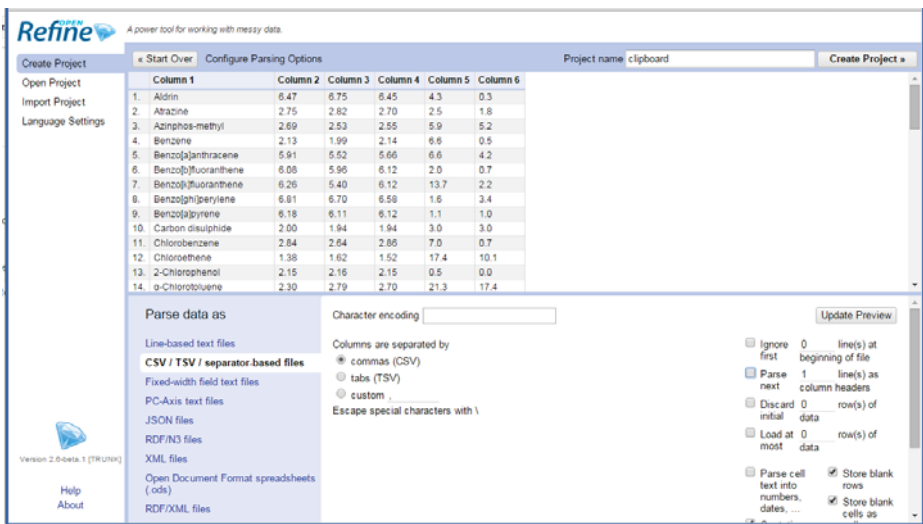 OPEN
Refine
A power tool for working with messy data.
Create Project
Open Project
Import Project
Language Settings
« Start Over Configure Parsing Options Project name clipboard Create Project »
Column 1 Column 2 Column 3 Column 4 Column 5 Column 6
1. Aldrin 6.47 6.75 6.45 4.3 0.3
2. Atrazine 2.75 2.82 2.70 2.5 1.8
3. Azinphos-methyl 2.69 2.53 2.55 5.9 5.2
4. Benzene 2.13 1.99 2.14 6.6 0.5
5. Benzo[a]anthracene 5.91 5.52 5.66 6.6 4.2
6. Benzo[b]fluoranthene 6.08 5.96 6.12 2.0 0.7
7. Benzo[k]fluoranthene 6.26 5.40 6.12 13.7 2.2
8. Benzo[ghi]perylene 6.81 6.70 6.58 1.6 3.4
9. Benzo[a]pyrene 6.18 6.11 6.12 1.1 1.0
10. Carbon disulphide 2.00 1.94 1.94 3.0 3.0
11. Chlorobenzene 2.84 2.64 2.86 7.0 0.7
12. Chloroethene 1.38 1.62 1.52 17.4 10.1
13. 2-Chlorophenol 2.15 2.16 2.15 0.5 0.0
14. α-Chlorotoluene 2.30 2.79 2.70 21.3 17.4
Parse data as
Line-based text files
CSV / TSV / separator-based files
Fixed-width field text files
PC-Axis text files
JSON files
RDF/N3 files
XML files
Open Document Format spreadsheets
(.ods)
RDF/XML files
Character encoding
Columns are separated by
commas (CSV)
tabs (TSV)
custom ,
Escape special characters with \
Update Preview
Ignore 0 line(s) at
first beginning of file
Parse 1 line(s) as
next column headers
Discard 0 row(s) of
initial data
Load at 0 row(s) of
most data
Parse cell
text into
numbers,
dates, ...
Store blank
rows
Store blank
cells as
Version 2.6-beta.1 [TRUNK]
Help
About